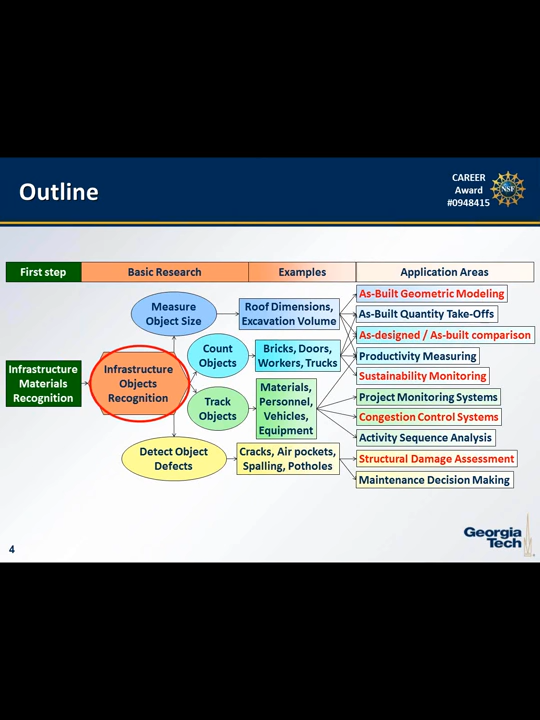 Outline
CAREER
Award
#0948415
NSF
First step
Basic Research
Examples
Application Areas
Infrastructure
Materials
Recognition
Infrastructure
Objects
Recognition
Measure
Object Size
Count
Objects
Track
Objects
Detect Object
Defects
Roof Dimensions,
Excavation Volume
Bricks, Doors,
Workers, Trucks
Materials,
Personnel,
Vehicles,
Equipment
Cracks, Air pockets,
Spalling, Potholes
As-Built Geometric Modeling
As-Built Quantity Take-Offs
As-designed / As-built comparison
Productivity Measuring
Sustainability Monitoring
Project Monitoring Systems
Congestion Control Systems
Activity Sequence Analysis
Structural Damage Assessment
Maintenance Decision Making
4
Georgia
Tech